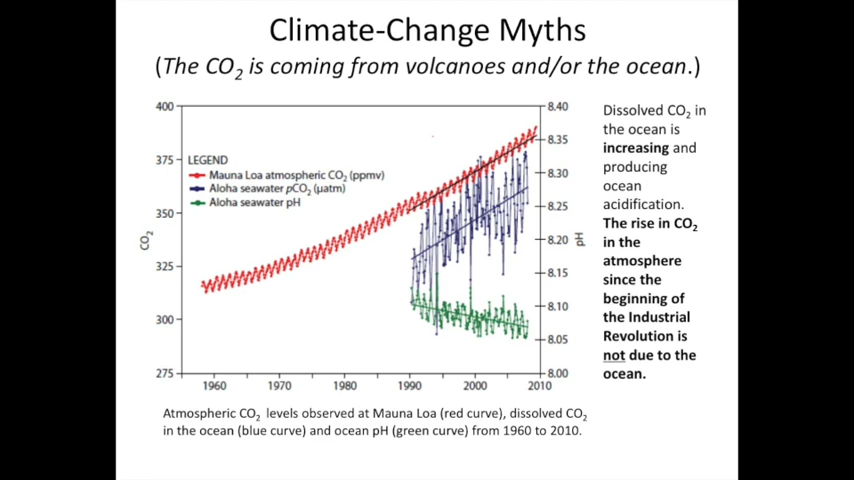 Climate-Change Myths
(The CO₂ is coming from volcanoes and/or the ocean.)
400
375
350
325
300
275
CO₂
LEGEND
Mauna Loa atmospheric CO₂ (ppmv)
Aloha seawater pCO₂ (µatm)
Aloha seawater pH
8.40
8.35
8.30
8.25
8.20
8.15
8.10
8.05
8.00
pH
1960 1970 1980 1990 2000 2010
Dissolved CO₂ in
the ocean is
increasing and
producing
ocean
acidification.
The rise in CO₂
in the
atmosphere
since the
beginning of
the Industrial
Revolution is
not due to the
ocean.
Atmospheric CO₂ levels observed at Mauna Loa (red curve), dissolved CO₂
in the ocean (blue curve) and ocean pH (green curve) from 1960 to 2010.